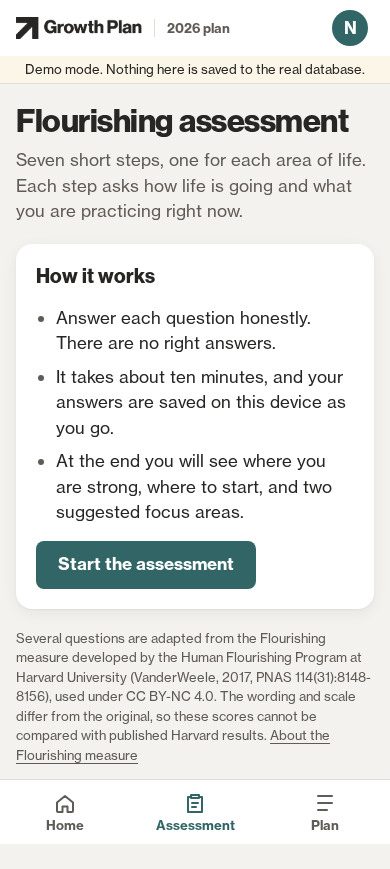 Growth Plan
2026 plan
N
Demo mode. Nothing here is saved to the real database.
Flourishing assessment
Seven short steps, one for each area of life.
Each step asks how life is going and what
you are practicing right now.
How it works
Answer each question honestly.
There are no right answers.
It takes about ten minutes, and your
answers are saved on this device as
you go.
At the end you will see where you
are strong, where to start, and two
suggested focus areas.
Start the assessment
Several questions are adapted from the Flourishing
measure developed by the Human Flourishing Program at
Harvard University (VanderWeele, 2017, PNAS 114(31):8148-
8156), used under CC BY-NC 4.0. The wording and scale
differ from the original, so these scores cannot be
compared with published Harvard results. About the
Flourishing measure
Home
Assessment
Plan